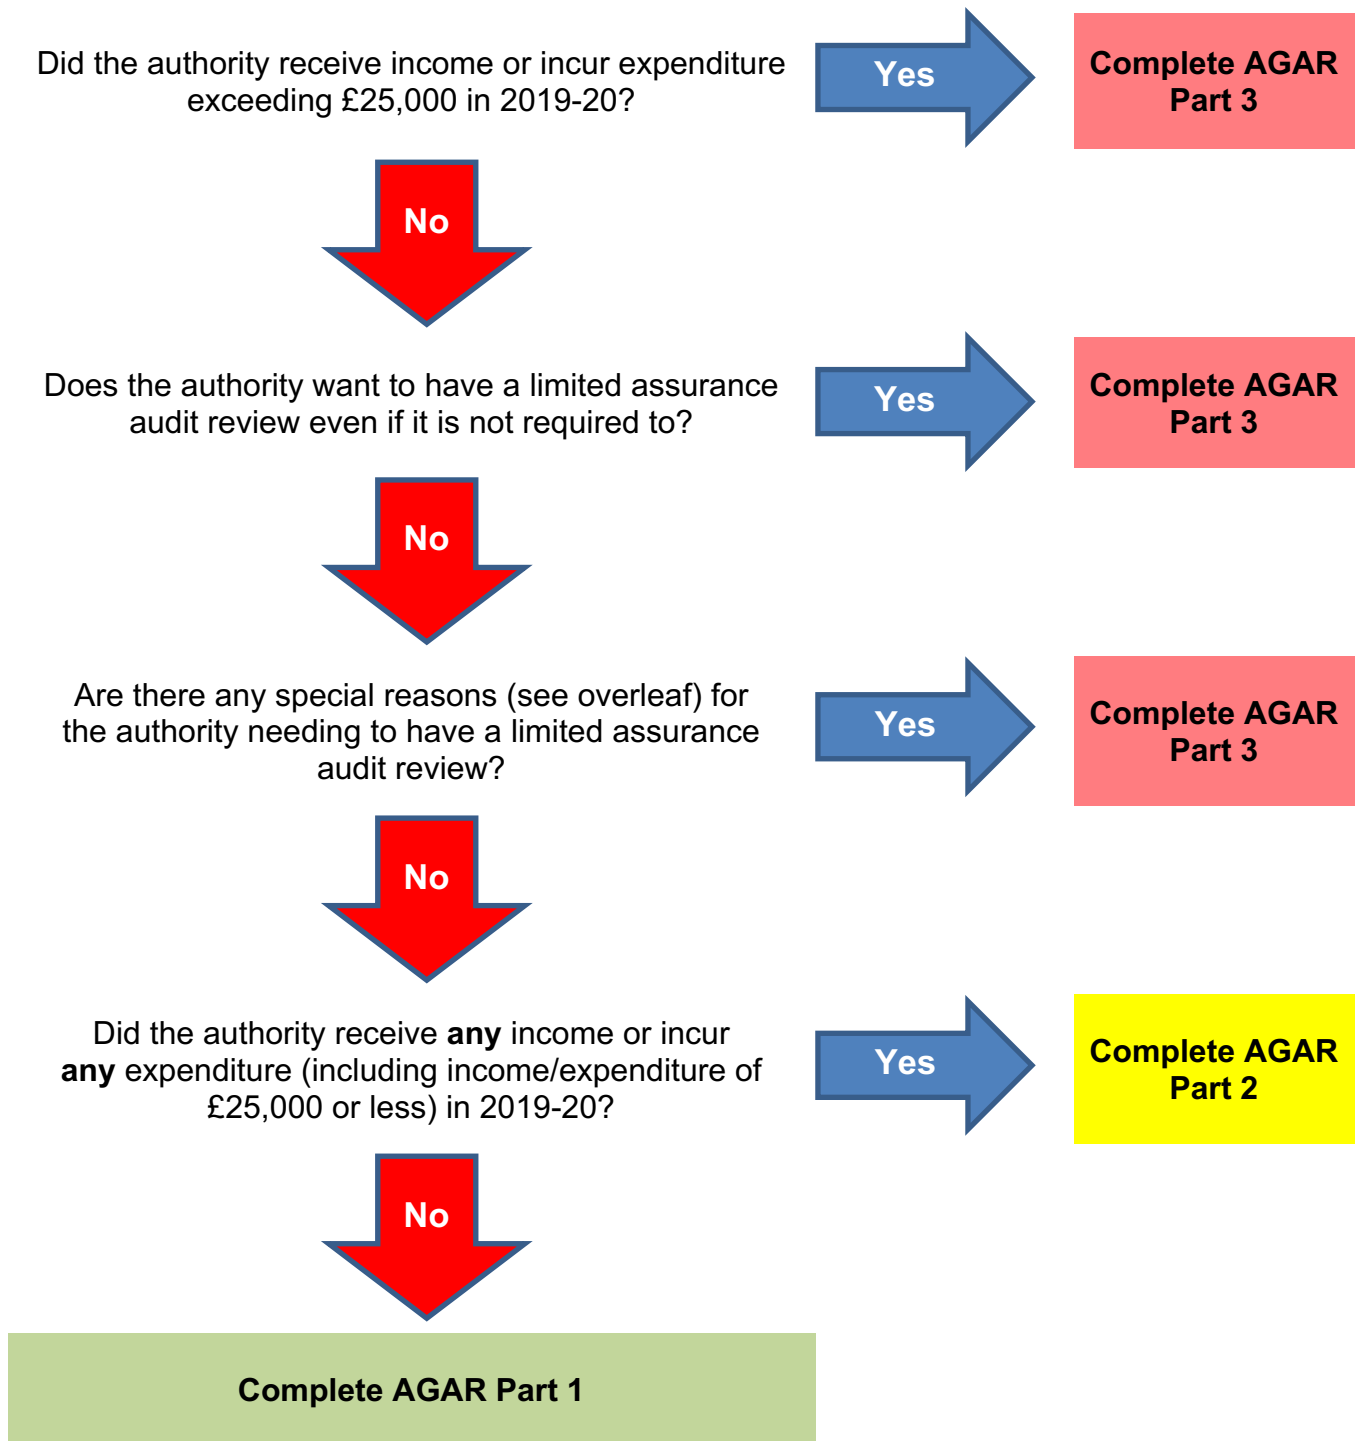 Did the authority receive income or incur expenditure
exceeding £25,000 in 2019-20?
Yes
Complete AGAR
Part 3
No
Does the authority want to have a limited assurance
audit review even if it is not required to?
Yes
Complete AGAR
Part 3
No
Are there any special reasons (see overleaf) for
the authority needing to have a limited assurance
audit review?
Yes
Complete AGAR
Part 3
No
Did the authority receive any income or incur
any expenditure (including income/expenditure of
£25,000 or less) in 2019-20?
Yes
Complete AGAR
Part 2
No
Complete AGAR Part 1